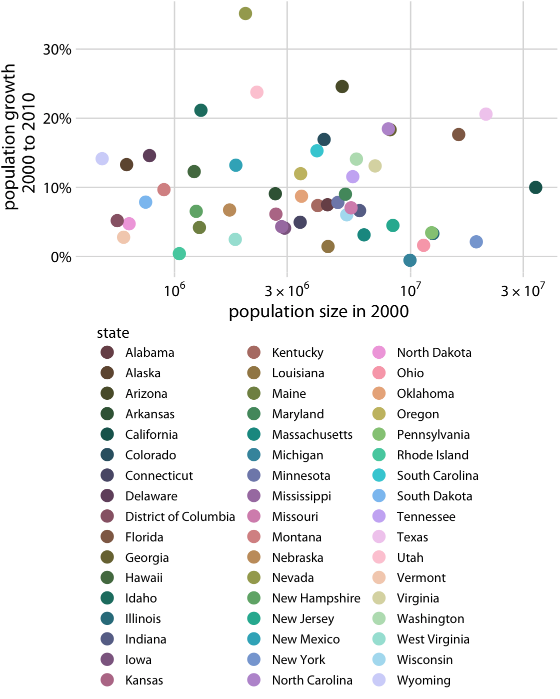 population growth
2000 to 2010
30%
20%
10%
0%
10⁶
3 × 10⁶
10⁷
3 × 10⁷
population size in 2000
state
Alabama
Alaska
Arizona
Arkansas
California
Colorado
Connecticut
Delaware
District of Columbia
Florida
Georgia
Hawaii
Idaho
Illinois
Indiana
Iowa
Kansas
Kentucky
Louisiana
Maine
Maryland
Massachusetts
Michigan
Minnesota
Mississippi
Missouri
Montana
Nebraska
Nevada
New Hampshire
New Jersey
New Mexico
New York
North Carolina
North Dakota
Ohio
Oklahoma
Oregon
Pennsylvania
Rhode Island
South Carolina
South Dakota
Tennessee
Texas
Utah
Vermont
Virginia
Washington
West Virginia
Wisconsin
Wyoming